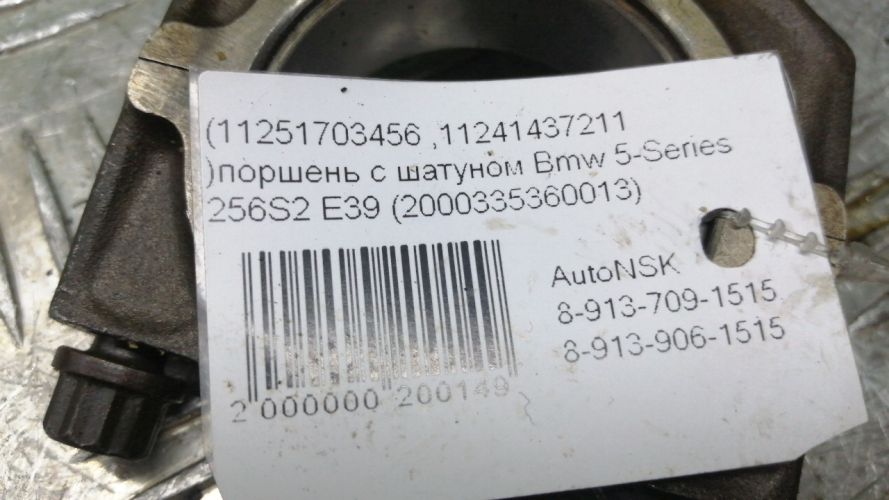 (11251703456 ,11241437211
)поршень с шатуном Bmw 5-Series
256S2 E39 (2000335360013)
AutoNSK
8-913-709-1515
8-913-906-1515
2 000000 200149